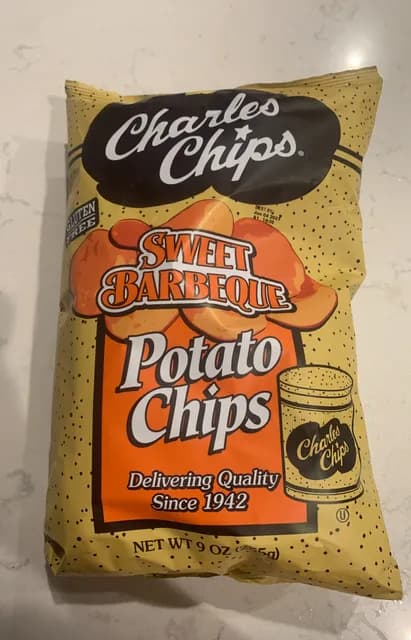 Charles
Chips®
GLUTEN
FREE
SWEET
BARBEQUE
Potato
Chips
Charles
Chips
Delivering Quality
Since 1942
U
NET WT 9 OZ